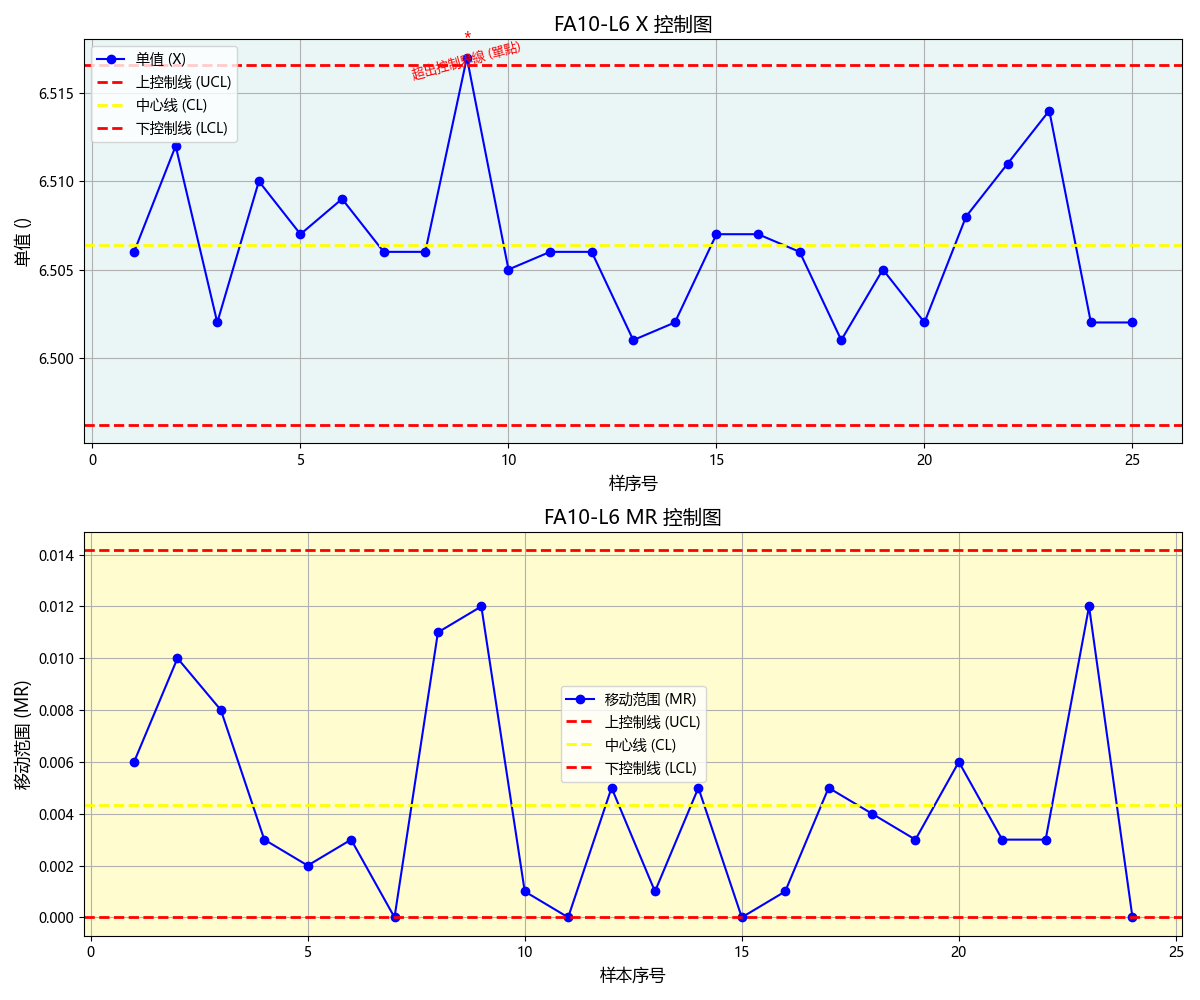 FA10-L6 X 控制图
*
超出控制界線 (單點)
单值 (X)
上控制线 (UCL)
中心线 (CL)
下控制线 (LCL)
单值 ()
6.515
6.510
6.505
6.500
0
5
10
15
20
25
样序号
FA10-L6 MR 控制图
移动范围 (MR)
0.014
0.012
0.010
0.008
0.006
0.004
0.002
0.000
移动范围 (MR)
上控制线 (UCL)
中心线 (CL)
下控制线 (LCL)
0
5
10
15
20
25
样本序号